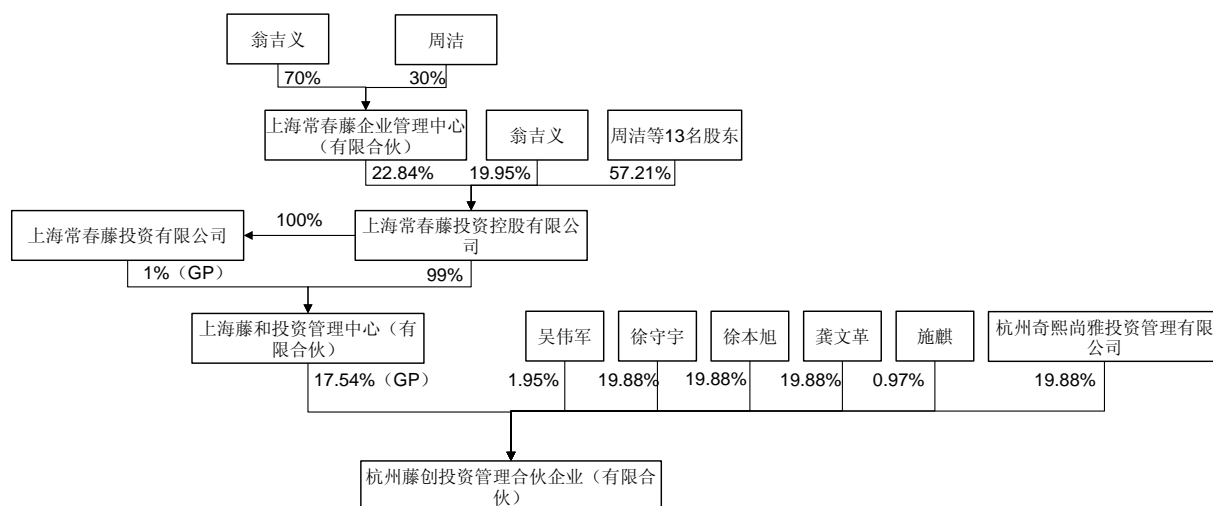 翁吉义
周洁
70%
30%
上海常春藤企业管理中心
（有限合伙）
翁吉义
周洁等13名股东
22.84%
19.95%
57.21%
上海常春藤投资有限公司
100%
上海常春藤投资控股有限公
司
1%（GP）
99%
上海藤和投资管理中心（有
限合伙）
吴伟军
徐守宇
徐本旭
龚文革
施麒
杭州奇熙尚雅投资管理有限
公司
17.54%（GP）
1.95%
19.88%
19.88%
19.88%
0.97%
19.88%
杭州藤创投资管理合伙企业（有限合
伙）